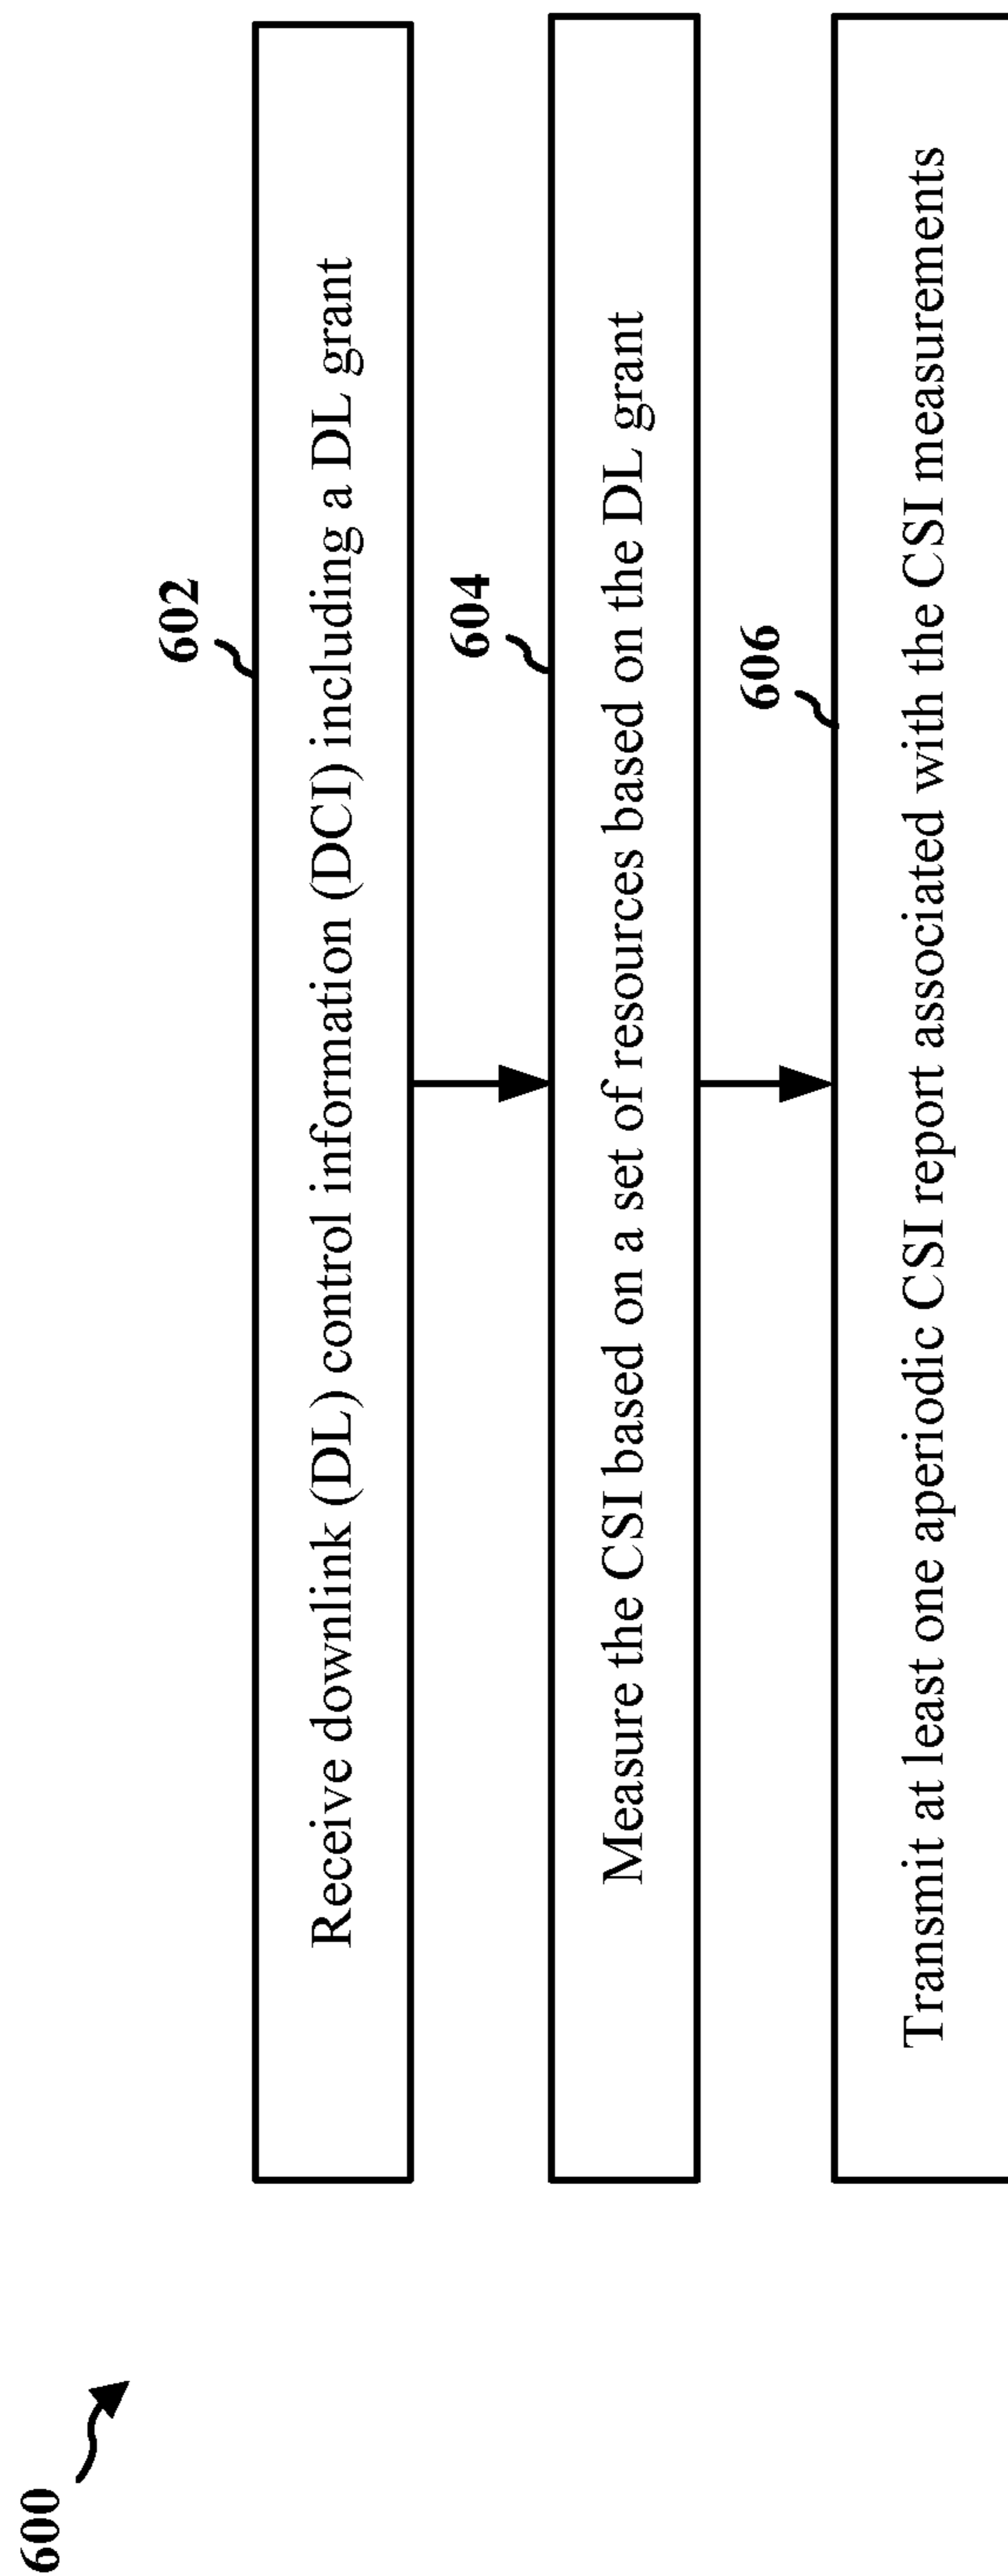 600
602
Receive downlink (DL) control information (DCI) including a DL grant
604
Measure the CSI based on a set of resources based on the DL grant
606
Transmit at least one aperiodic CSI report associated with the CSI measurements